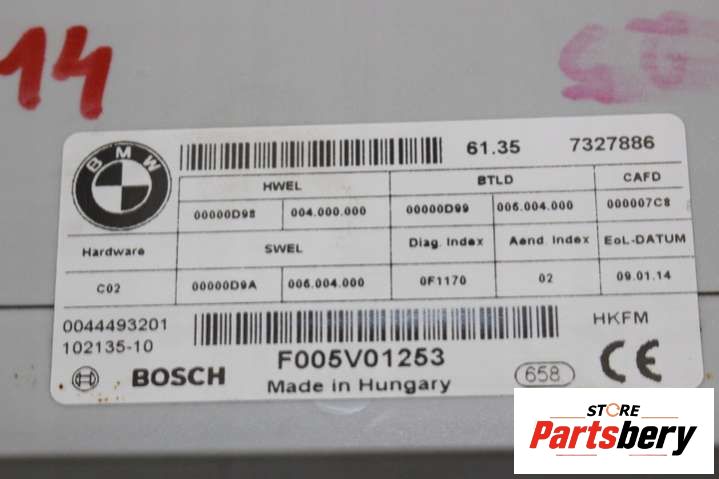 14
BMW
61.35 7327886
HWEL BTLD CAFD
00000D98 004.000.000 00000D99 006.004.000 000007C8
Hardware SWEL Diag. Index Aend. Index EoL-DATUM
C02 00000D9A 006.004.000 0F1170 02 09.01.14
0044493201 HKFM
102135-10
F005V01253
BOSCH Made in Hungary 658 CE
STORE
Partsbery